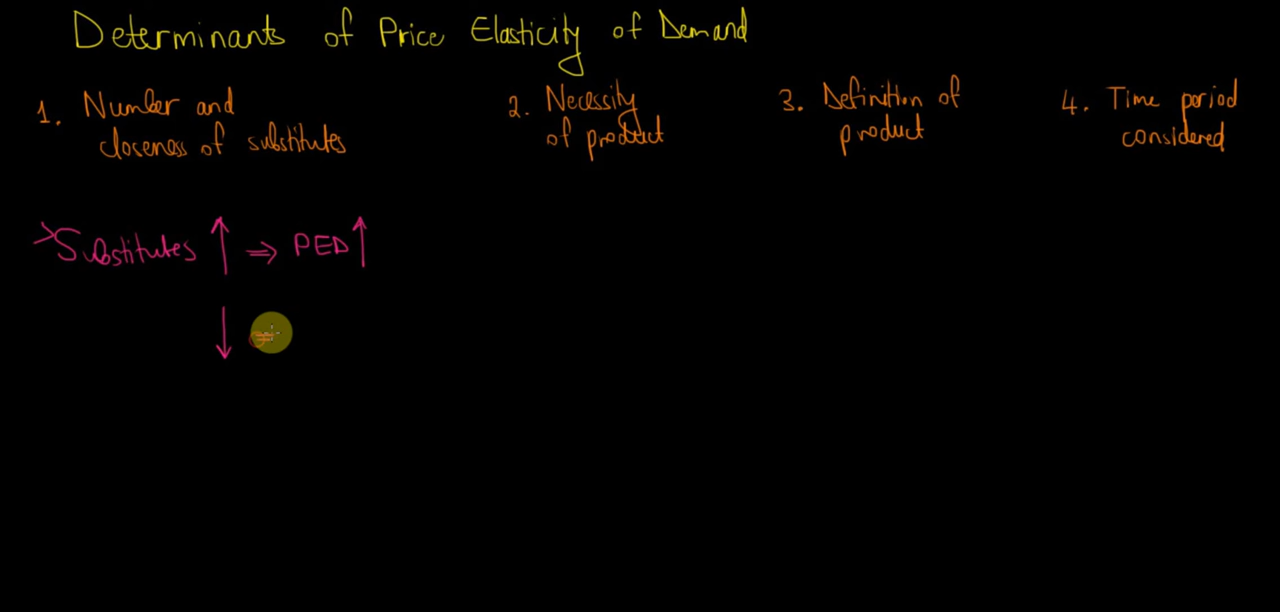 Determinants of Price Elasticity of Demand
1. Number and
closeness of substitutes
2. Necessity
of product
3. Definition of
product
4. Time period
considered
Substitutes ↑ ⇒ PED ↑
↓ =